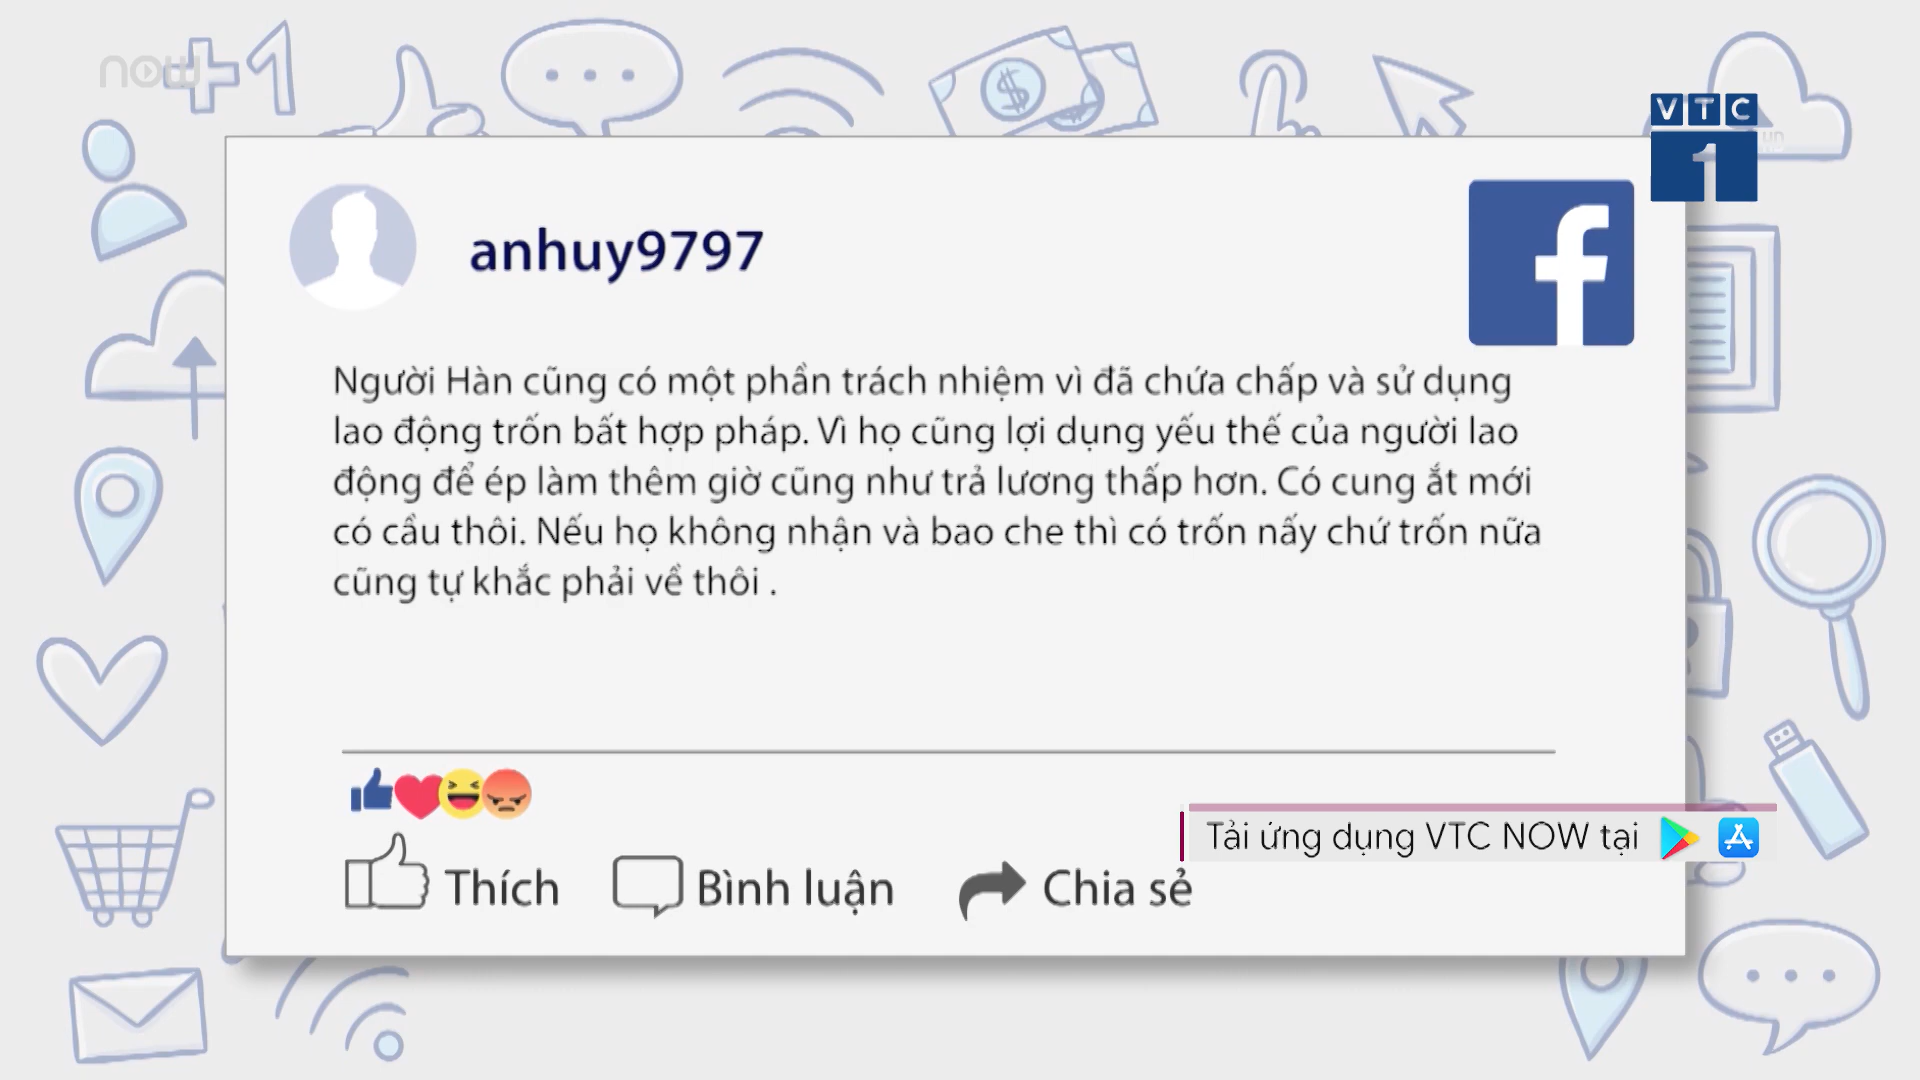 now
+1
VTC
1
HD
anhuy9797
f
Người Hàn cũng có một phần trách nhiệm vì đã chứa chấp và sử dụng
lao động trốn bất hợp pháp. Vì họ cũng lợi dụng yếu thế của người lao
động để ép làm thêm giờ cũng như trả lương thấp hơn. Có cung ắt mới
có cầu thôi. Nếu họ không nhận và bao che thì có trốn nấy chứ trốn nữa
cũng tự khắc phải về thôi .
Tải ứng dụng VTC NOW tại
Thích
Bình luận
Chia sẻ